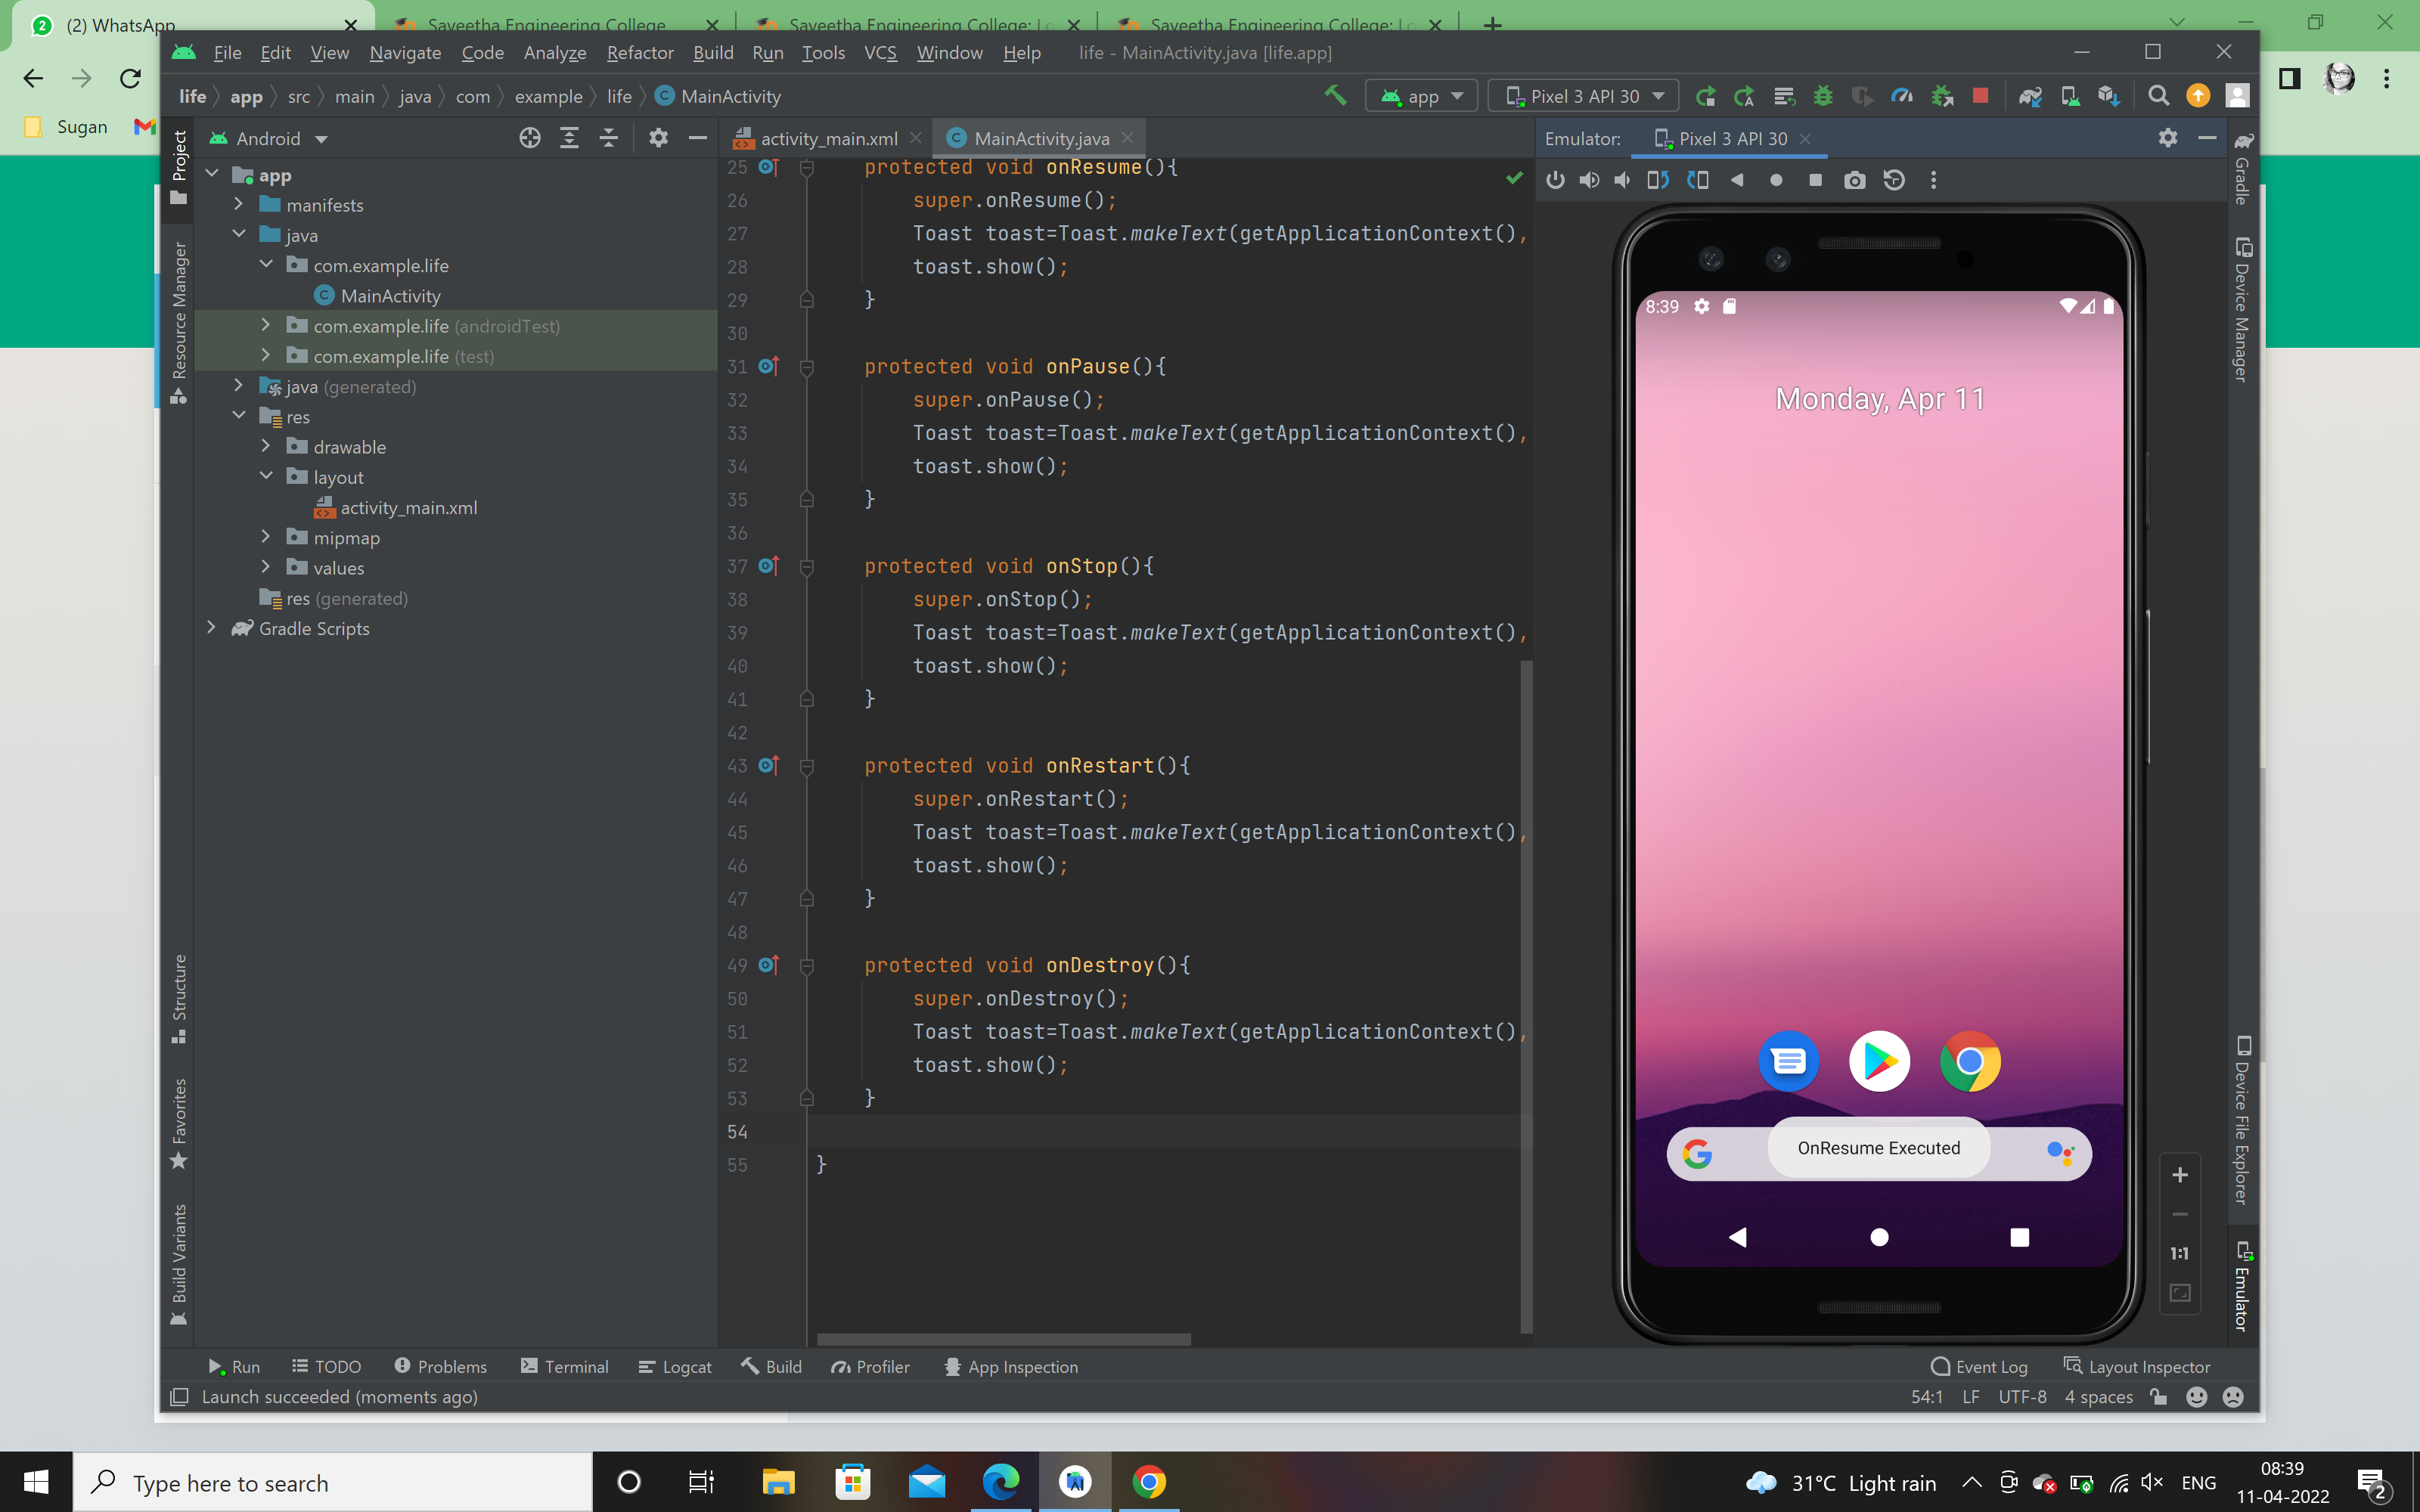 (2) WhatsApp
Saveetha Engineering College
Saveetha Engineering College: Lo
Saveetha Engineering College: Lo
Sugan
File Edit View Navigate Code Analyze Refactor Build Run Tools VCS Window Help life - MainActivity.java [life.app]
life app src main java com example life MainActivity
app
Pixel 3 API 30
Project
Resource Manager
Structure
Favorites
Build Variants
Android
app
manifests
java
com.example.life
MainActivity
com.example.life (androidTest)
com.example.life (test)
java (generated)
res
drawable
layout
activity_main.xml
mipmap
values
res (generated)
Gradle Scripts
activity_main.xml
MainActivity.java
25 protected void onResume(){
26 super.onResume();
27 Toast toast=Toast.makeText(getApplicationContext(),
28 toast.show();
29 }
30
31 protected void onPause(){
32 super.onPause();
33 Toast toast=Toast.makeText(getApplicationContext(),
34 toast.show();
35 }
36
37 protected void onStop(){
38 super.onStop();
39 Toast toast=Toast.makeText(getApplicationContext(),
40 toast.show();
41 }
42
43 protected void onRestart(){
44 super.onRestart();
45 Toast toast=Toast.makeText(getApplicationContext(),
46 toast.show();
47 }
48
49 protected void onDestroy(){
50 super.onDestroy();
51 Toast toast=Toast.makeText(getApplicationContext(),
52 toast.show();
53 }
54
55 }
Emulator: Pixel 3 API 30
8:39
Monday, Apr 11
OnResume Executed
1:1
Gradle
Device Manager
Device File Explorer
Emulator
Run TODO Problems Terminal Logcat Build Profiler App Inspection Event Log Layout Inspector
Launch succeeded (moments ago) 54:1 LF UTF-8 4 spaces
Type here to search
31°C Light rain
ENG
08:39
11-04-2022
2